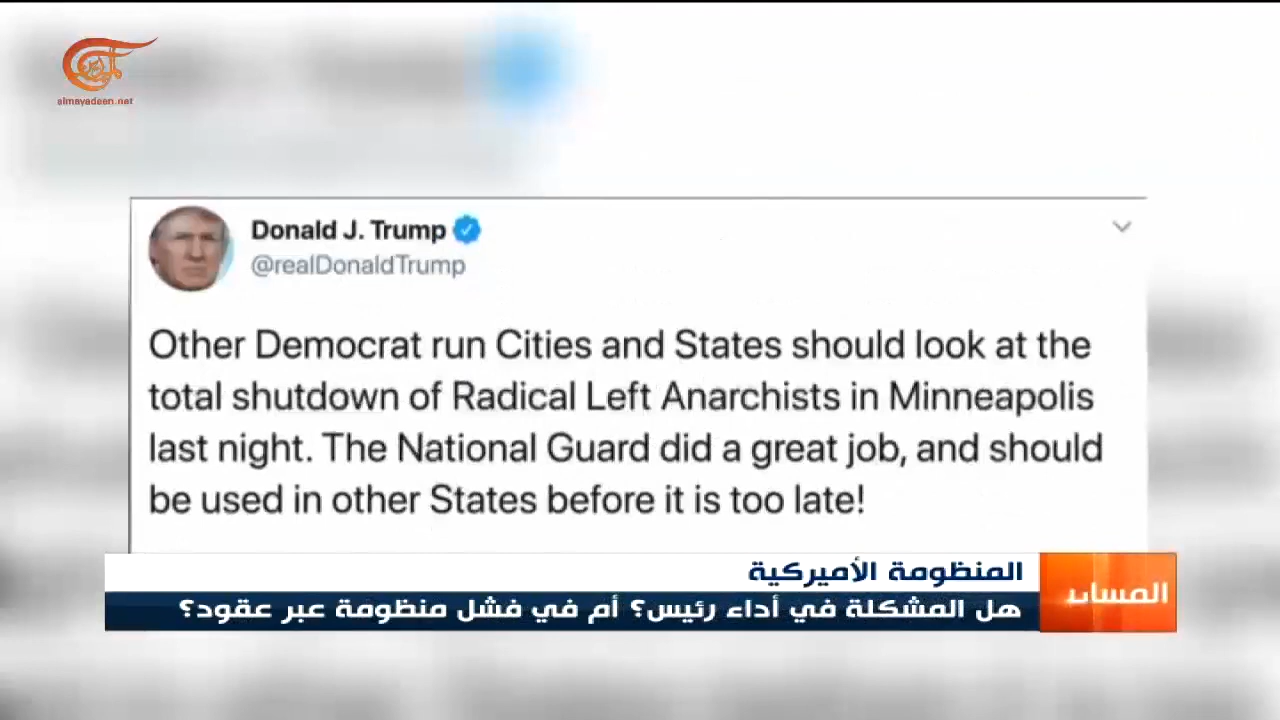 almayadeen.net
Donald J. Trump
@realDonaldTrump
Other Democrat run Cities and States should look at the
total shutdown of Radical Left Anarchists in Minneapolis
last night. The National Guard did a great job, and should
be used in other States before it is too late!
المنظومة الأميركية
هل المشكلة في أداء رئيس؟ أم في فشل منظومة عبر عقود؟